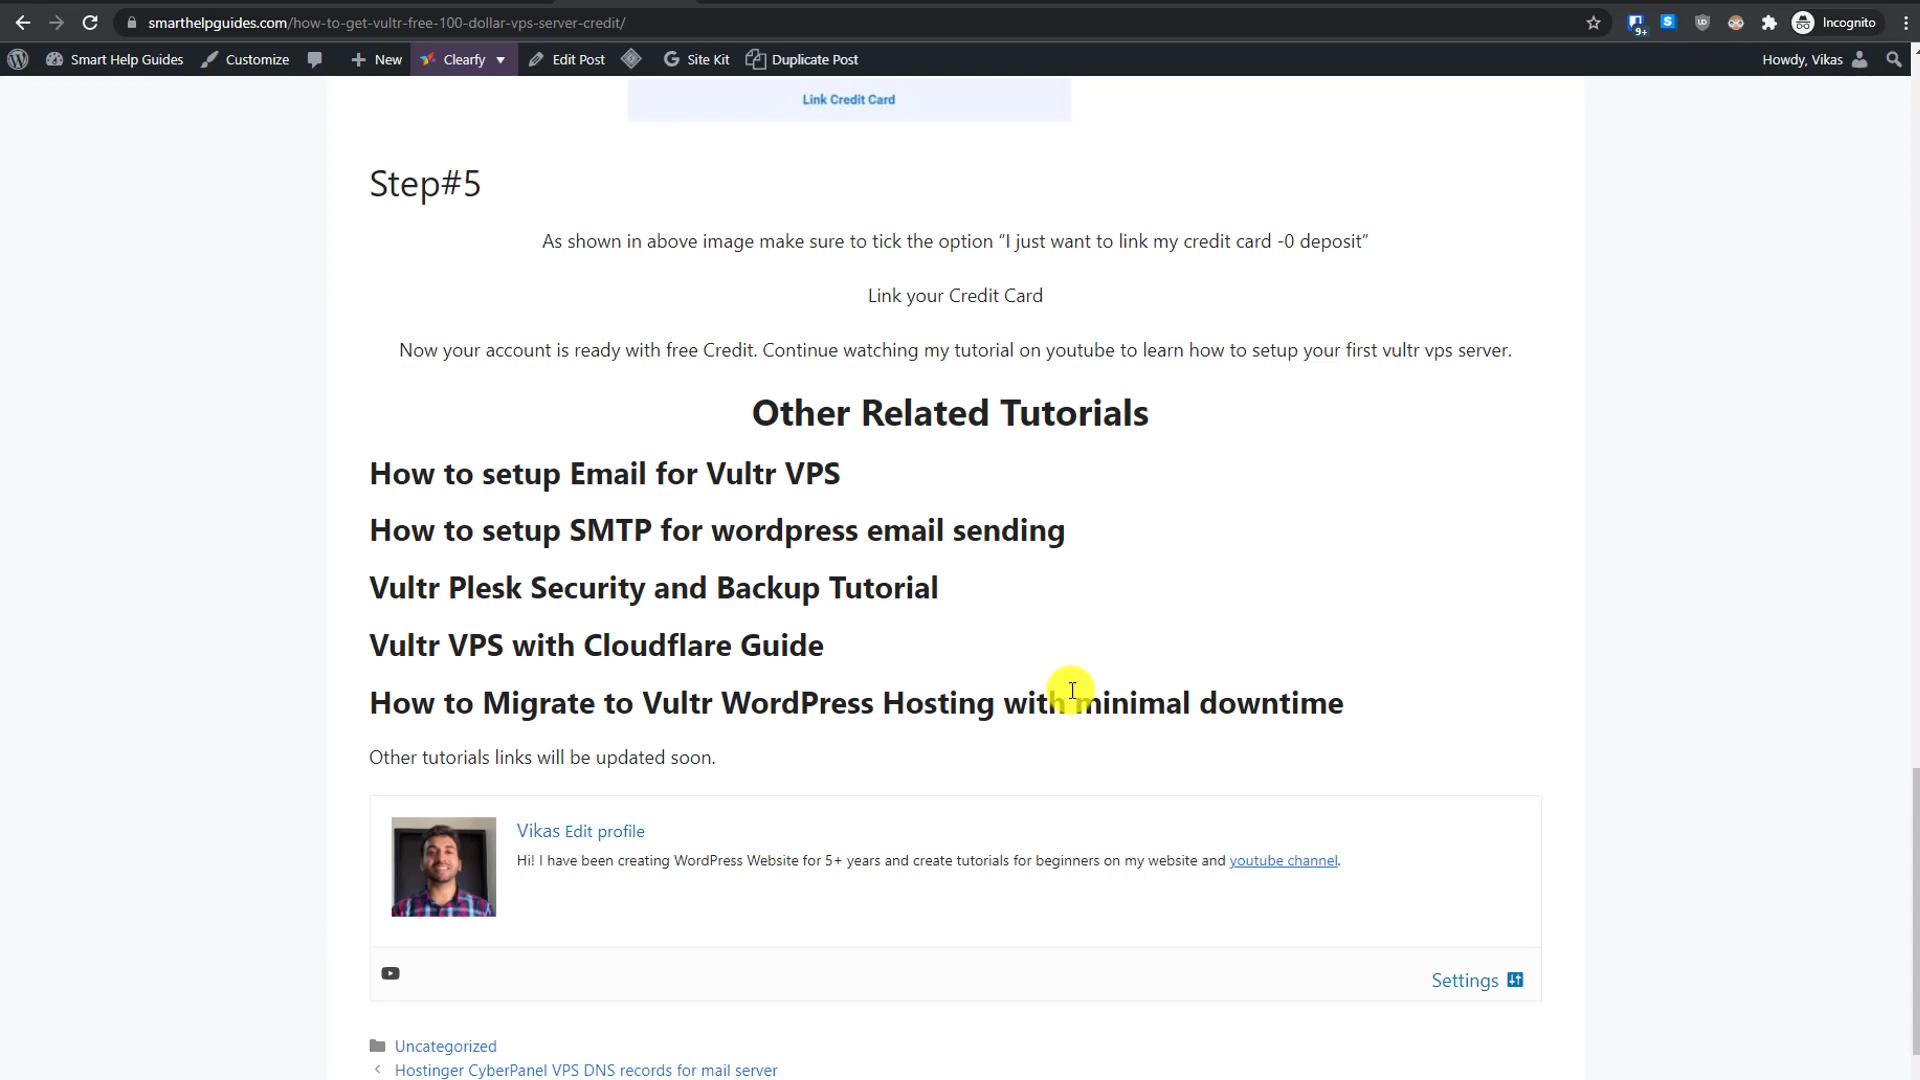 smarthelpguides.com/how-to-get-vultr-free-100-dollar-vps-server-credit/
9+
S
Incognito
Smart Help Guides
Customize
New
Clearfy
Edit Post
Site Kit
Duplicate Post
Howdy, Vikas
Link Credit Card
Step#5
As shown in above image make sure to tick the option “I just want to link my credit card -0 deposit”
Link your Credit Card
Now your account is ready with free Credit. Continue watching my tutorial on youtube to learn how to setup your first vultr vps server.
Other Related Tutorials
How to setup Email for Vultr VPS
How to setup SMTP for wordpress email sending
Vultr Plesk Security and Backup Tutorial
Vultr VPS with Cloudflare Guide
How to Migrate to Vultr WordPress Hosting with minimal downtime
Other tutorials links will be updated soon.
Vikas Edit profile
Hi! I have been creating WordPress Website for 5+ years and create tutorials for beginners on my website and youtube channel.
Settings
Uncategorized
Hostinger CyberPanel VPS DNS records for mail server